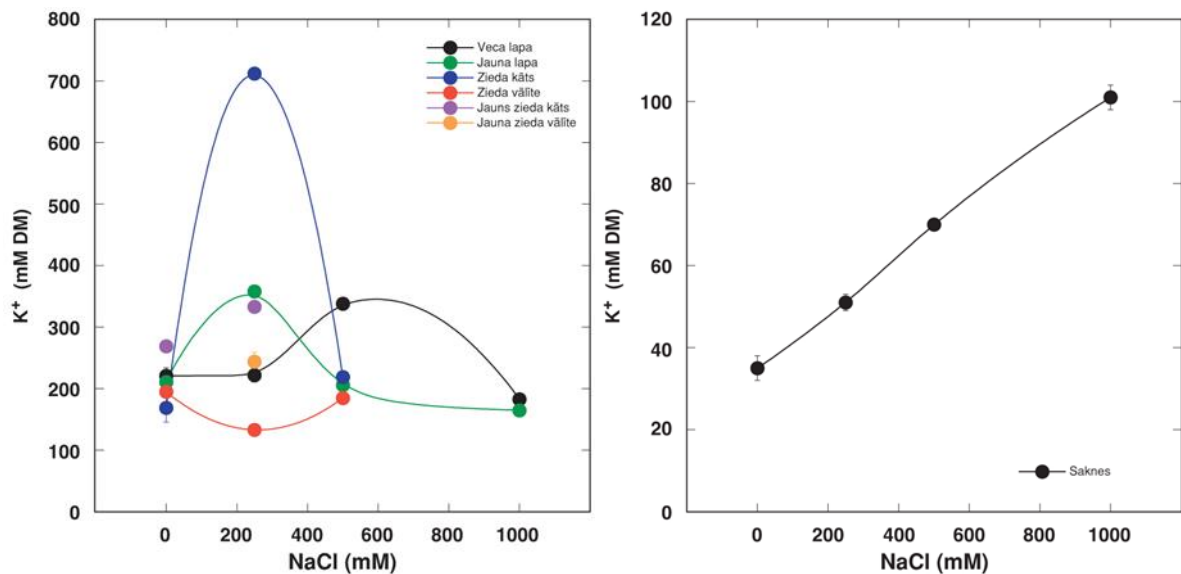 800
700
600
500
400
300
200
100
0
K+ (mM DM)
Veca lapa
Jauna lapa
Zieda kāts
Zieda vālīte
Jauns zieda kāts
Jauna zieda vālīte
0 200 400 600 800 1000
NaCl (mM)
120
100
80
60
40
20
0
K+ (mM DM)
Saknes
0 200 400 600 800 1000
NaCl (mM)